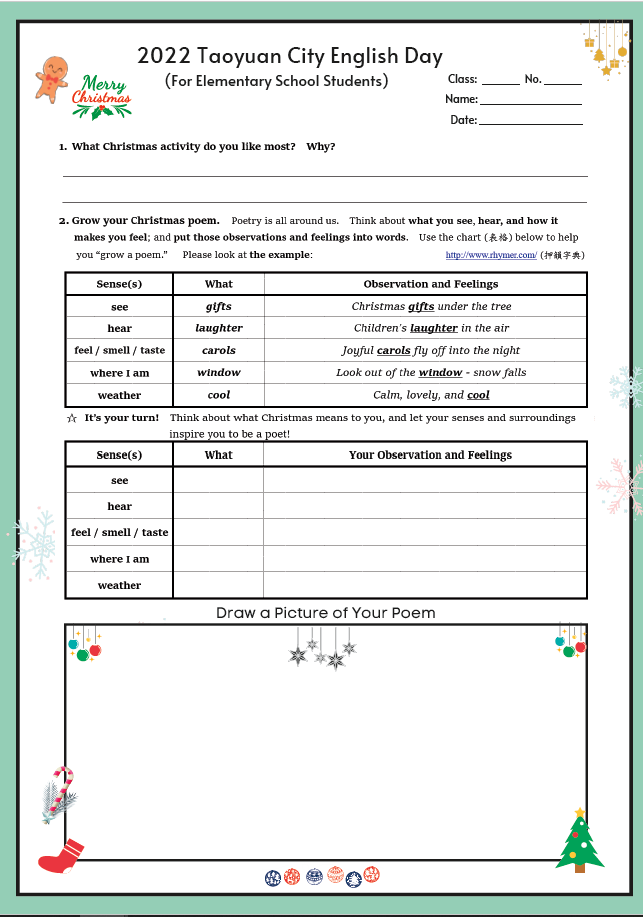 2022 Taoyuan City English Day
(For Elementary School Students)
Merry
Christmas
Class: ______ No. ______
Name: ________________
Date: ________________
1. What Christmas activity do you like most? Why?
2. Grow your Christmas poem. Poetry is all around us. Think about what you see, hear, and how it
makes you feel; and put those observations and feelings into words. Use the chart (表格) below to help
you “grow a poem.” Please look at the example: http://www.rhymer.com/ (押韻字典)
Sense(s) What Observation and Feelings
see gifts Christmas gifts under the tree
hear laughter Children's laughter in the air
feel / smell / taste carols Joyful carols fly off into the night
where I am window Look out of the window - snow falls
weather cool Calm, lovely, and cool
☆ It's your turn! Think about what Christmas means to you, and let your senses and surroundings
inspire you to be a poet!
Sense(s) What Your Observation and Feelings
see
hear
feel / smell / taste
where I am
weather
Draw a Picture of Your Poem